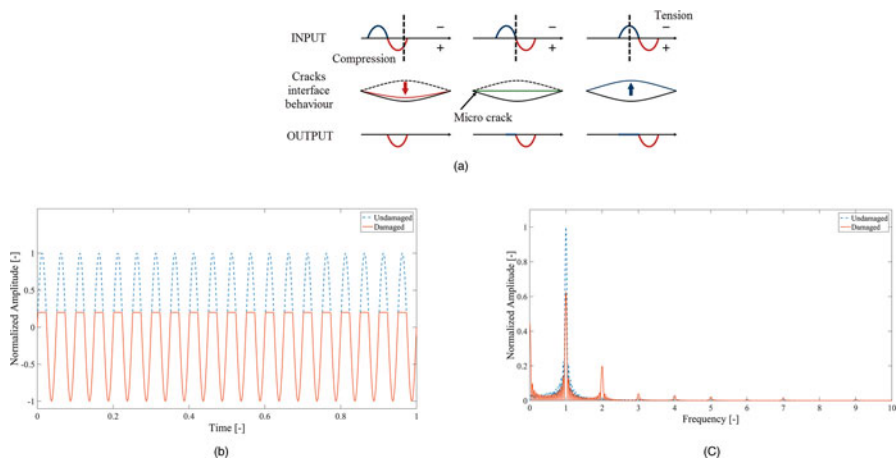 Tension
INPUT
−
−
−
+
+
+
Compression
Cracks
interface
behaviour
Micro crack
OUTPUT
(a)
Undamaged
Damaged
Normalized Amplitude [-]
1
0.5
0
-0.5
-1
0
0.2
0.4
0.6
0.8
1
Time [-]
(b)
Undamaged
Damaged
Normalized Amplitude [-]
1
0.8
0.6
0.4
0.2
0
0
1
2
3
4
5
6
7
8
9
10
Frequency [-]
(C)